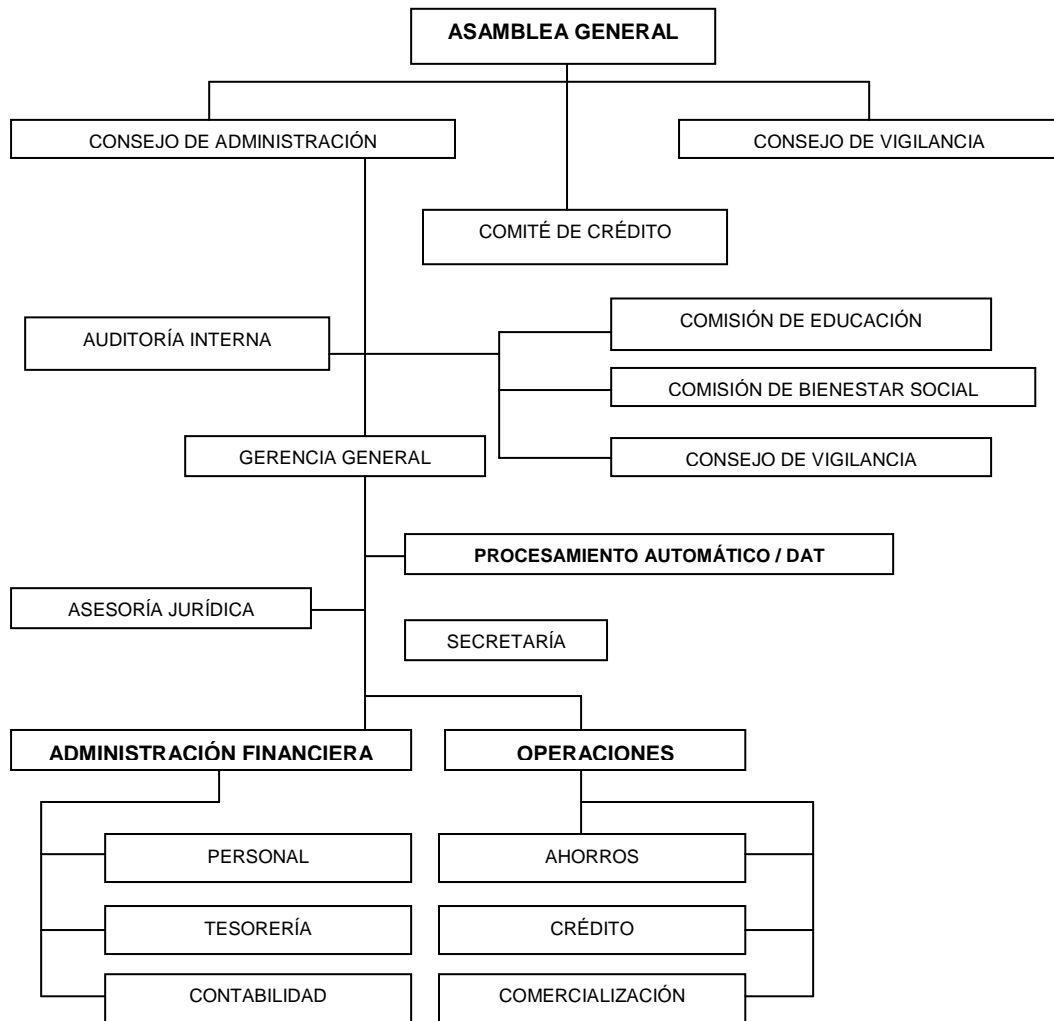 ASAMBLEA GENERAL
CONSEJO DE ADMINISTRACIÓN
CONSEJO DE VIGILANCIA
COMITÉ DE CRÉDITO
AUDITORÍA INTERNA
COMISIÓN DE EDUCACIÓN
COMISIÓN DE BIENESTAR SOCIAL
GERENCIA GENERAL
CONSEJO DE VIGILANCIA
PROCESAMIENTO AUTOMÁTICO / DAT
ASESORÍA JURÍDICA
SECRETARÍA
ADMINISTRACIÓN FINANCIERA
OPERACIONES
PERSONAL
AHORROS
TESORERÍA
CRÉDITO
CONTABILIDAD
COMERCIALIZACIÓN